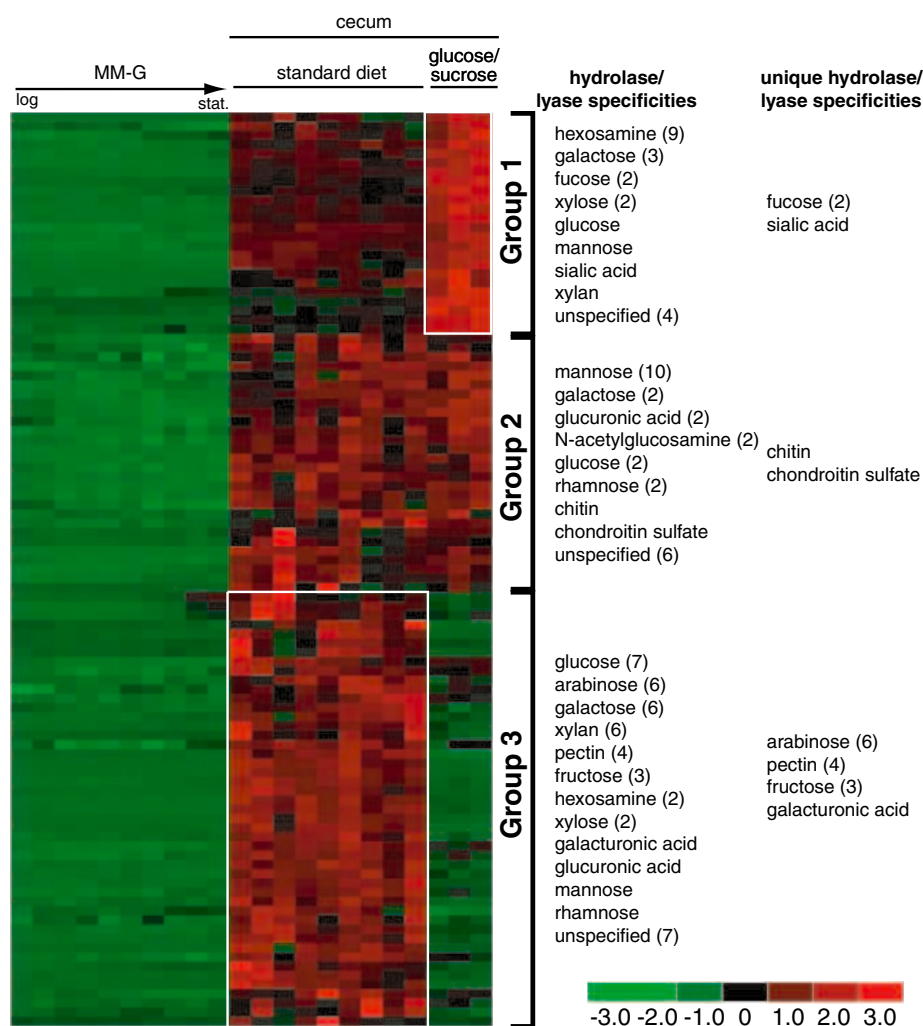 cecum
MM-G
standard diet
glucose/
sucrose
log
stat.
hydrolase/
lyase specificities
unique hydrolase/
lyase specificities
Group 1
hexosamine (9)
galactose (3)
fucose (2)
xylose (2)
glucose
mannose
sialic acid
xylan
unspecified (4)
fucose (2)
sialic acid
Group 2
mannose (10)
galactose (2)
glucuronic acid (2)
N-acetylglucosamine (2)
glucose (2)
rhamnose (2)
chitin
chondroitin sulfate
unspecified (6)
chitin
chondroitin sulfate
Group 3
glucose (7)
arabinose (6)
galactose (6)
xylan (6)
pectin (4)
fructose (3)
hexosamine (2)
xylose (2)
galacturonic acid
glucuronic acid
mannose
rhamnose
unspecified (7)
arabinose (6)
pectin (4)
fructose (3)
galacturonic acid
-3.0 -2.0 -1.0 0 1.0 2.0 3.0